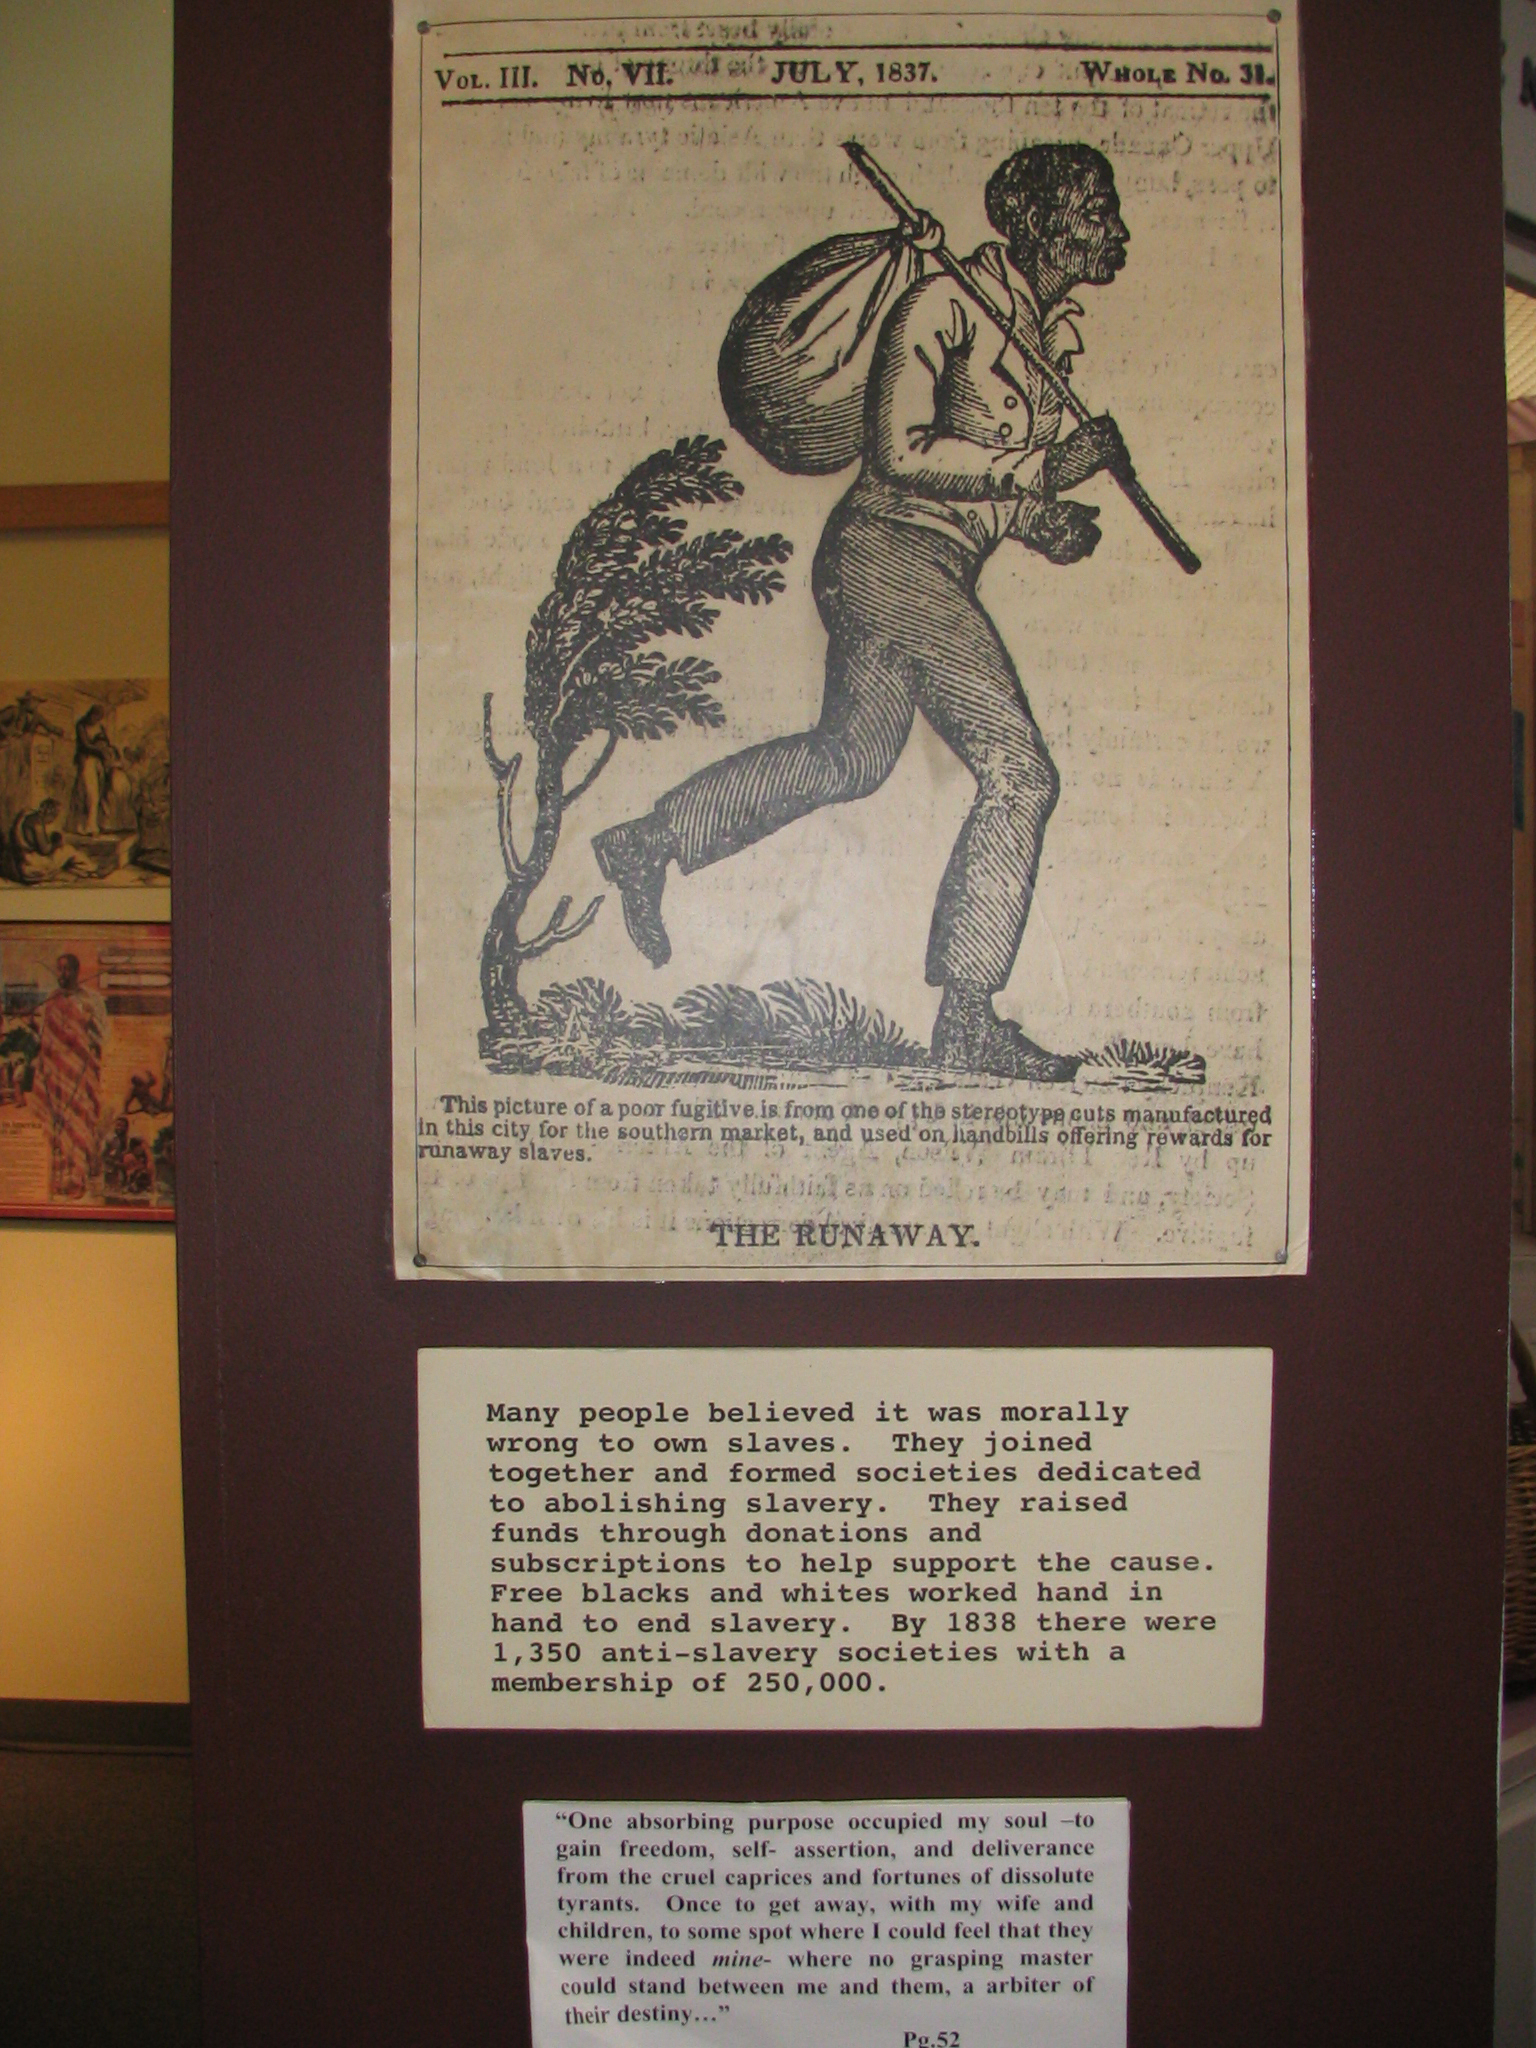 VOL. III. NO. VII. JULY, 1837. WHOLE NO. 31.
This picture of a poor fugitive is from one of the stereotype cuts manufactured
in this city for the southern market, and used on handbills offering rewards for
runaway slaves.
THE RUNAWAY.
Many people believed it was morally
wrong to own slaves. They joined
together and formed societies dedicated
to abolishing slavery. They raised
funds through donations and
subscriptions to help support the cause.
Free blacks and whites worked hand in
hand to end slavery. By 1838 there were
1,350 anti-slavery societies with a
membership of 250,000.
"One absorbing purpose occupied my soul –to
gain freedom, self- assertion, and deliverance
from the cruel caprices and fortunes of dissolute
tyrants. Once to get away, with my wife and
children, to some spot where I could feel that they
were indeed mine- where no grasping master
could stand between me and them, a arbiter of
their destiny…"
Pg.52